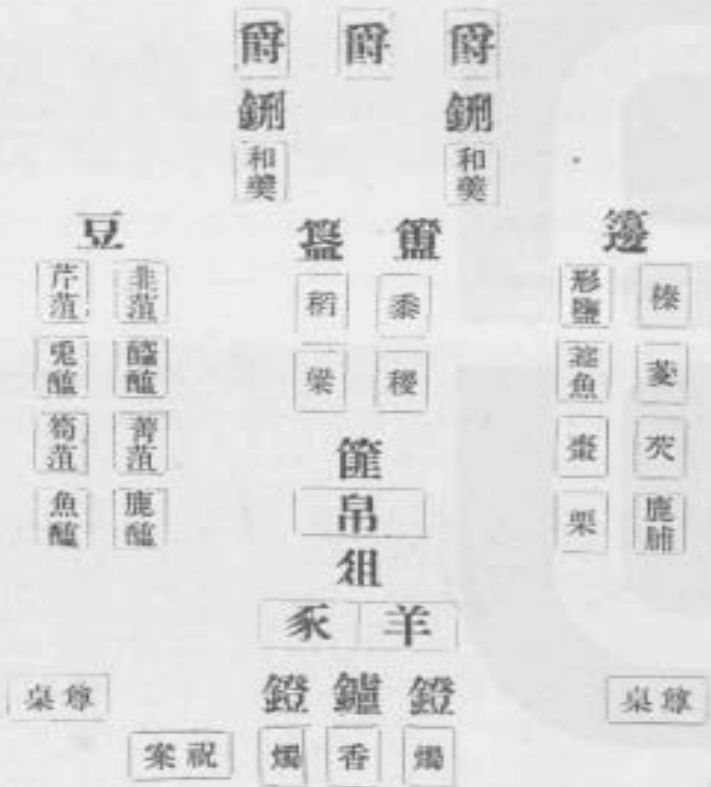 爵 爵 爵
鉶 鉶
和羹 和羹
豆 簠 簋 籩
芹菹 韭菹 稻 黍 形鹽 榛
兎醢 醓醢 粱 稷 薧魚 菱
筍菹 菁菹 棗 芡
篚
魚醢 鹿醢 帛 栗 鹿脯
俎
豕 羊
尊桌 鐙 鑪 鐙 尊桌
祝案 燭 香 燭